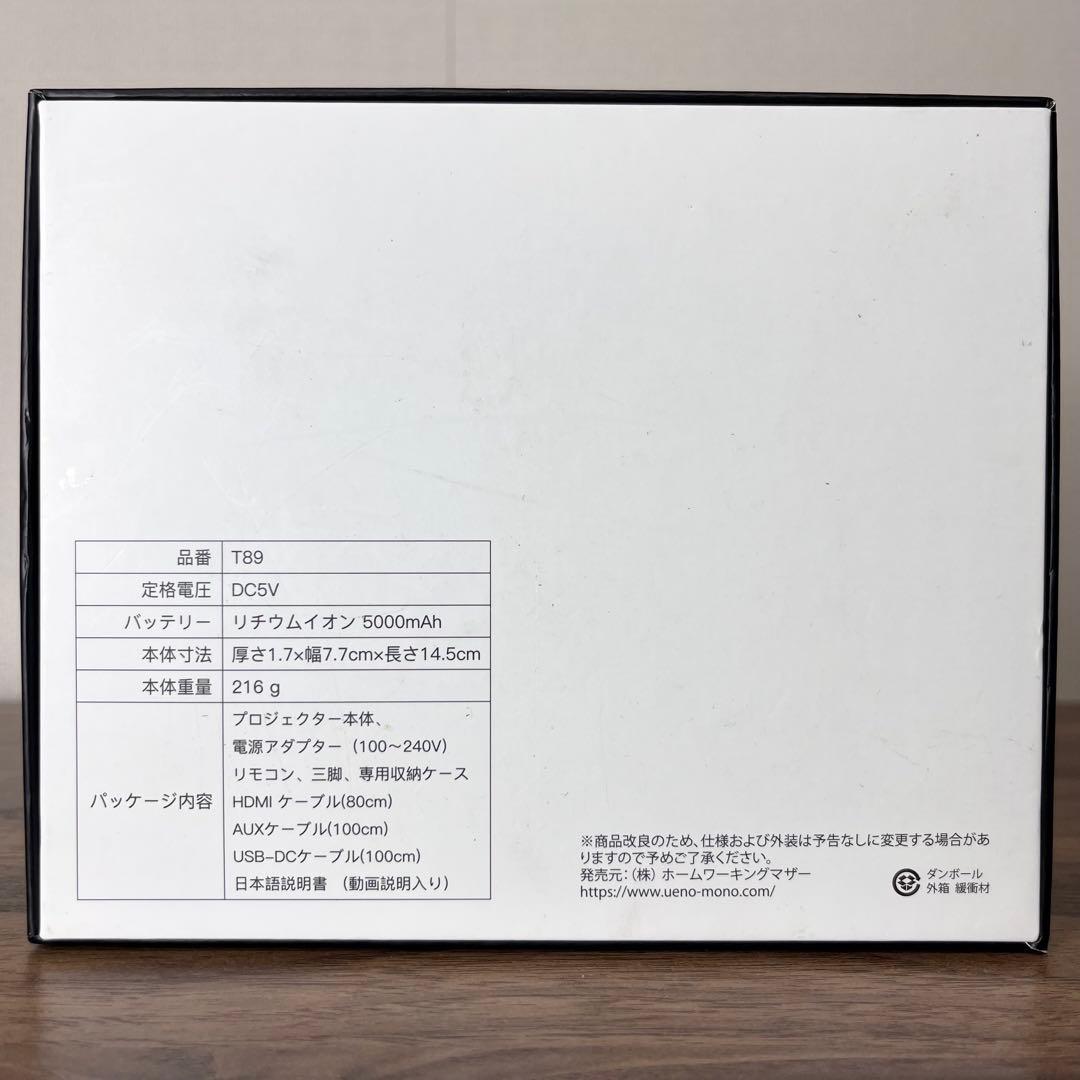 品番 T89
定格電圧 DC5V
バッテリー リチウムイオン 5000mAh
本体寸法 厚さ1.7×幅7.7cm×長さ14.5cm
本体重量 216 g
パッケージ内容
プロジェクター本体、
電源アダプター（100～240V）
リモコン、三脚、専用収納ケース
HDMI ケーブル(80cm)
AUXケーブル(100cm)
USB-DCケーブル(100cm)
日本語説明書 （動画説明入り）
※商品改良のため、仕様および外装は予告なしに変更する場合があ
りますので予めご了承ください。
発売元：（株）ホームワーキングマザー
https://www.ueno-mono.com/
ダンボール
外箱 緩衝材